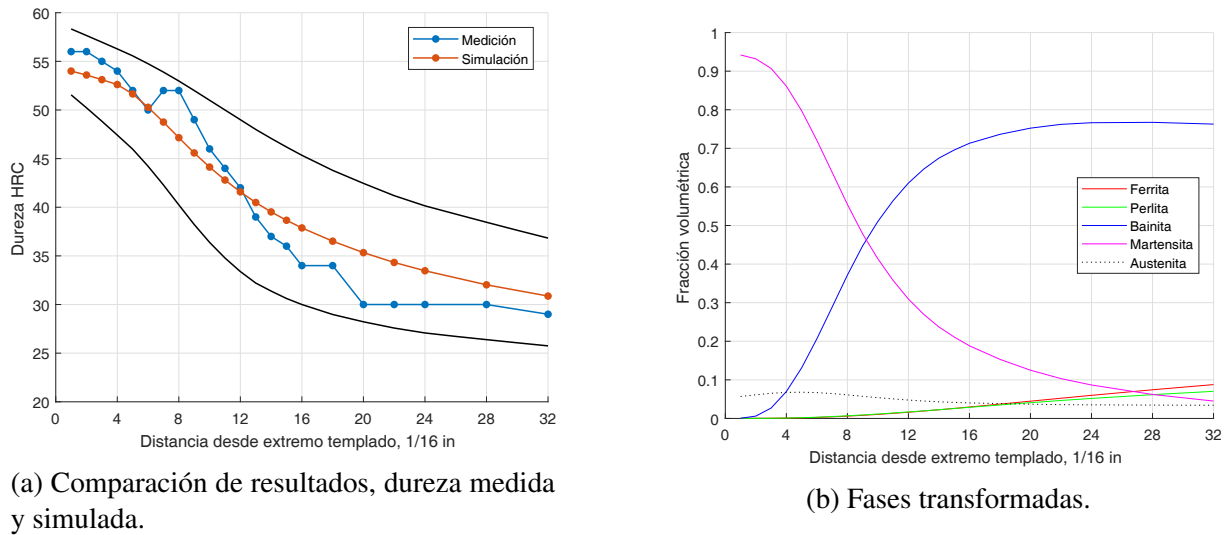 60
55
50
45
40
35
30
25
20
0
4
8
12
16
20
24
28
32
Dureza HRC
Distancia desde extremo templado, 1/16 in
Medición
Simulación
(a) Comparación de resultados, dureza medida
y simulada.
1
0.9
0.8
0.7
0.6
0.5
0.4
0.3
0.2
0.1
0
0
4
8
12
16
20
24
28
32
Fracción volumétrica
Distancia desde extremo templado, 1/16 in
Ferrita
Perlita
Bainita
Martensita
Austenita
(b) Fases transformadas.